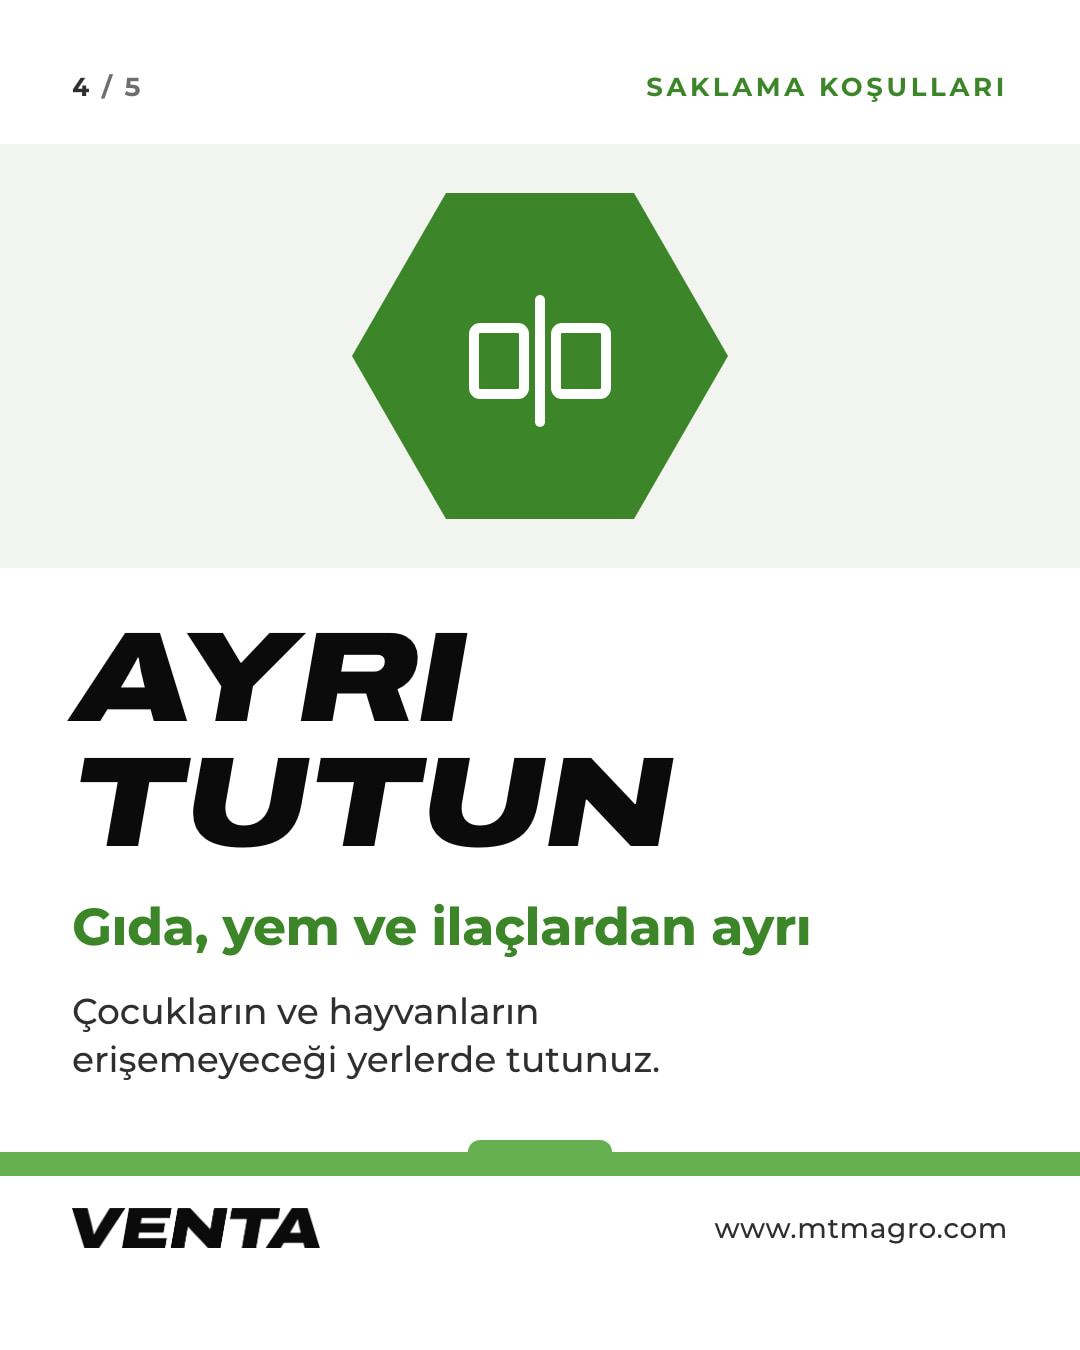 4 / 5
SAKLAMA KOŞULLARI
AYRI
TUTUN
Gıda, yem ve ilaçlardan ayrı
Çocukların ve hayvanların
erişemeyeceği yerlerde tutunuz.
VENTA
www.mtmagro.com